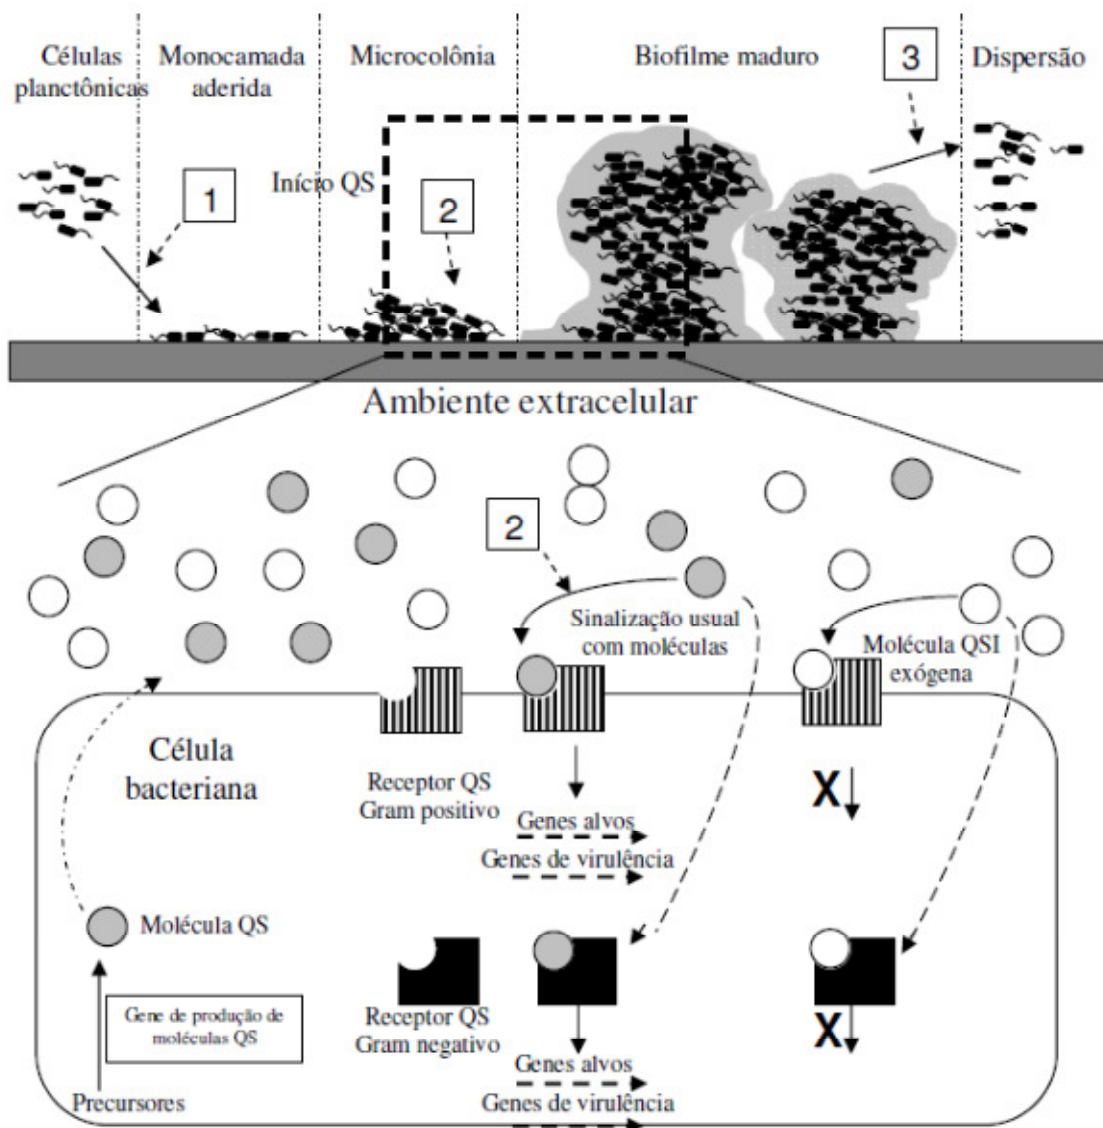 Células
planctônicas
Monocamada
aderida
Microcolônia
Biofilme maduro
3
Dispersão
1
Início QS
2
Ambiente extracelular
2
Sinalização usual
com moléculas
Molécula QSI
exógena
Célula
bacteriana
Receptor QS
Gram positivo
X
Genes alvos
Genes de virulência
Molécula QS
Gene de produção de
moléculas QS
Receptor QS
Gram negativo
X
Genes alvos
Precursores
Genes de virulência